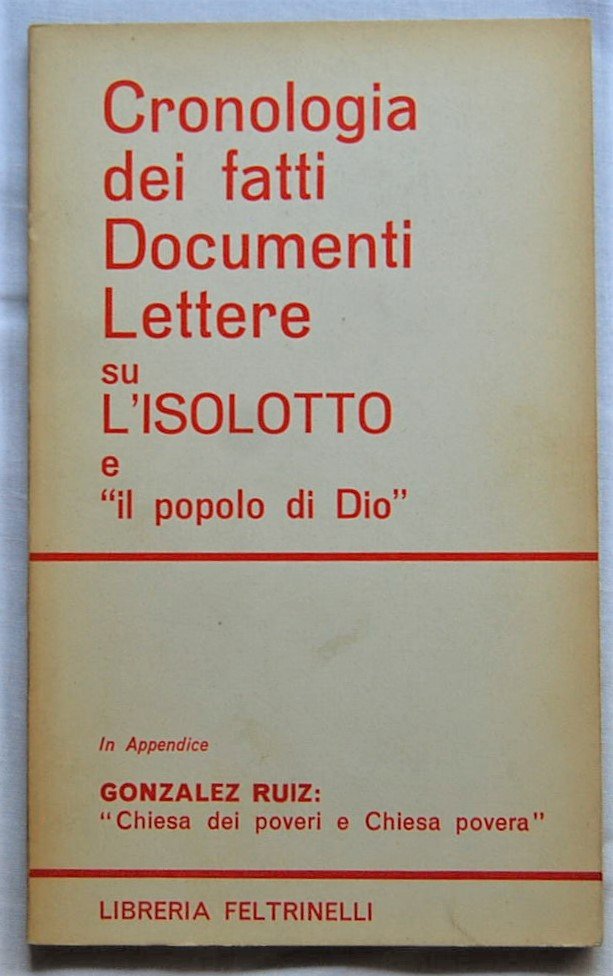 Cronologia
dei fatti
Documenti
Lettere
su
L'ISOLOTTO
e
“il popolo di Dio”
In Appendice
GONZALEZ RUIZ:
“Chiesa dei poveri e Chiesa povera”
LIBRERIA FELTRINELLI